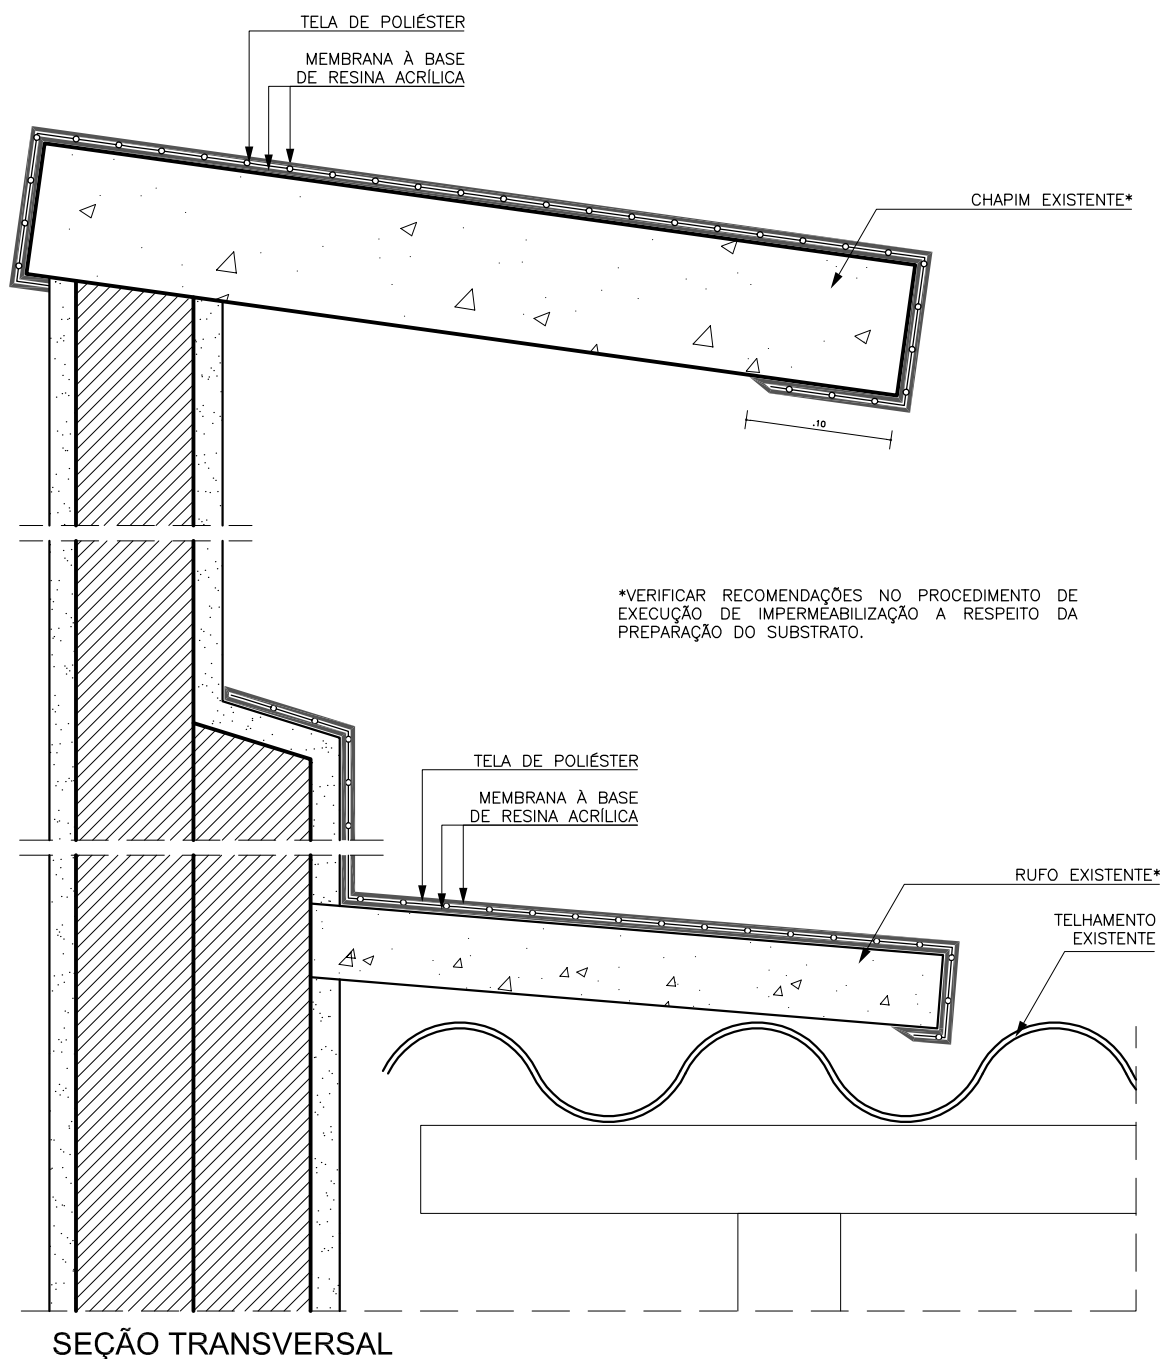 TELA DE POLIÉSTER
MEMBRANA À BASE
DE RESINA ACRÍLICA
CHAPIM EXISTENTE*
.10
*VERIFICAR RECOMENDAÇÕES NO PROCEDIMENTO DE
EXECUÇÃO DE IMPERMEABILIZAÇÃO A RESPEITO DA
PREPARAÇÃO DO SUBSTRATO.
TELA DE POLIÉSTER
MEMBRANA À BASE
DE RESINA ACRÍLICA
RUFO EXISTENTE*
TELHAMENTO
EXISTENTE
SEÇÃO TRANSVERSAL